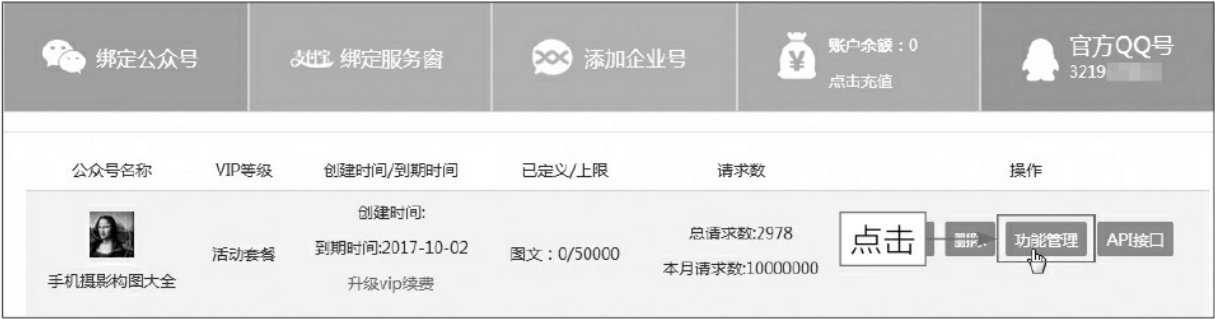 绑定公众号
支付宝 绑定服务窗
添加企业号
账户余额：0
点击充值
官方QQ号
3219
公众号名称 VIP等级 创建时间/到期时间 已定义/上限 请求数 操作
手机摄影构图大全
活动套餐
创建时间:
到期时间:2017-10-02
升级vip续费
图文：0/50000
总请求数:2978
本月请求数:10000000
点击
功能管理 API接口